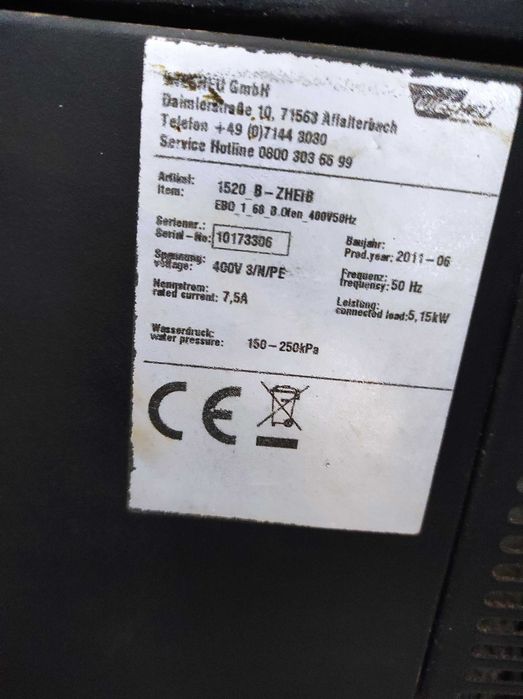 GmbH
Daimlerstraße 10, 71563 Affalterbach
Telefon +49 (0)7144 3030
Service Hotline 0800 303 66 99
Artikel:
Item: 1520_B-ZHEIB
EBO_1_68_B.Ofen_400V50Hz
Seriennr.:
Serial-No: 10173306
Baujahr:
Prod.year: 2011-06
Spannung:
voltage: 400V 3/N/PE
Frequenz:
frequency: 50 Hz
Nennstrom:
rated current: 7,5A
Leistung:
connected load: 5,15kW
Wasserdruck:
water pressure: 150-250kPa
CE